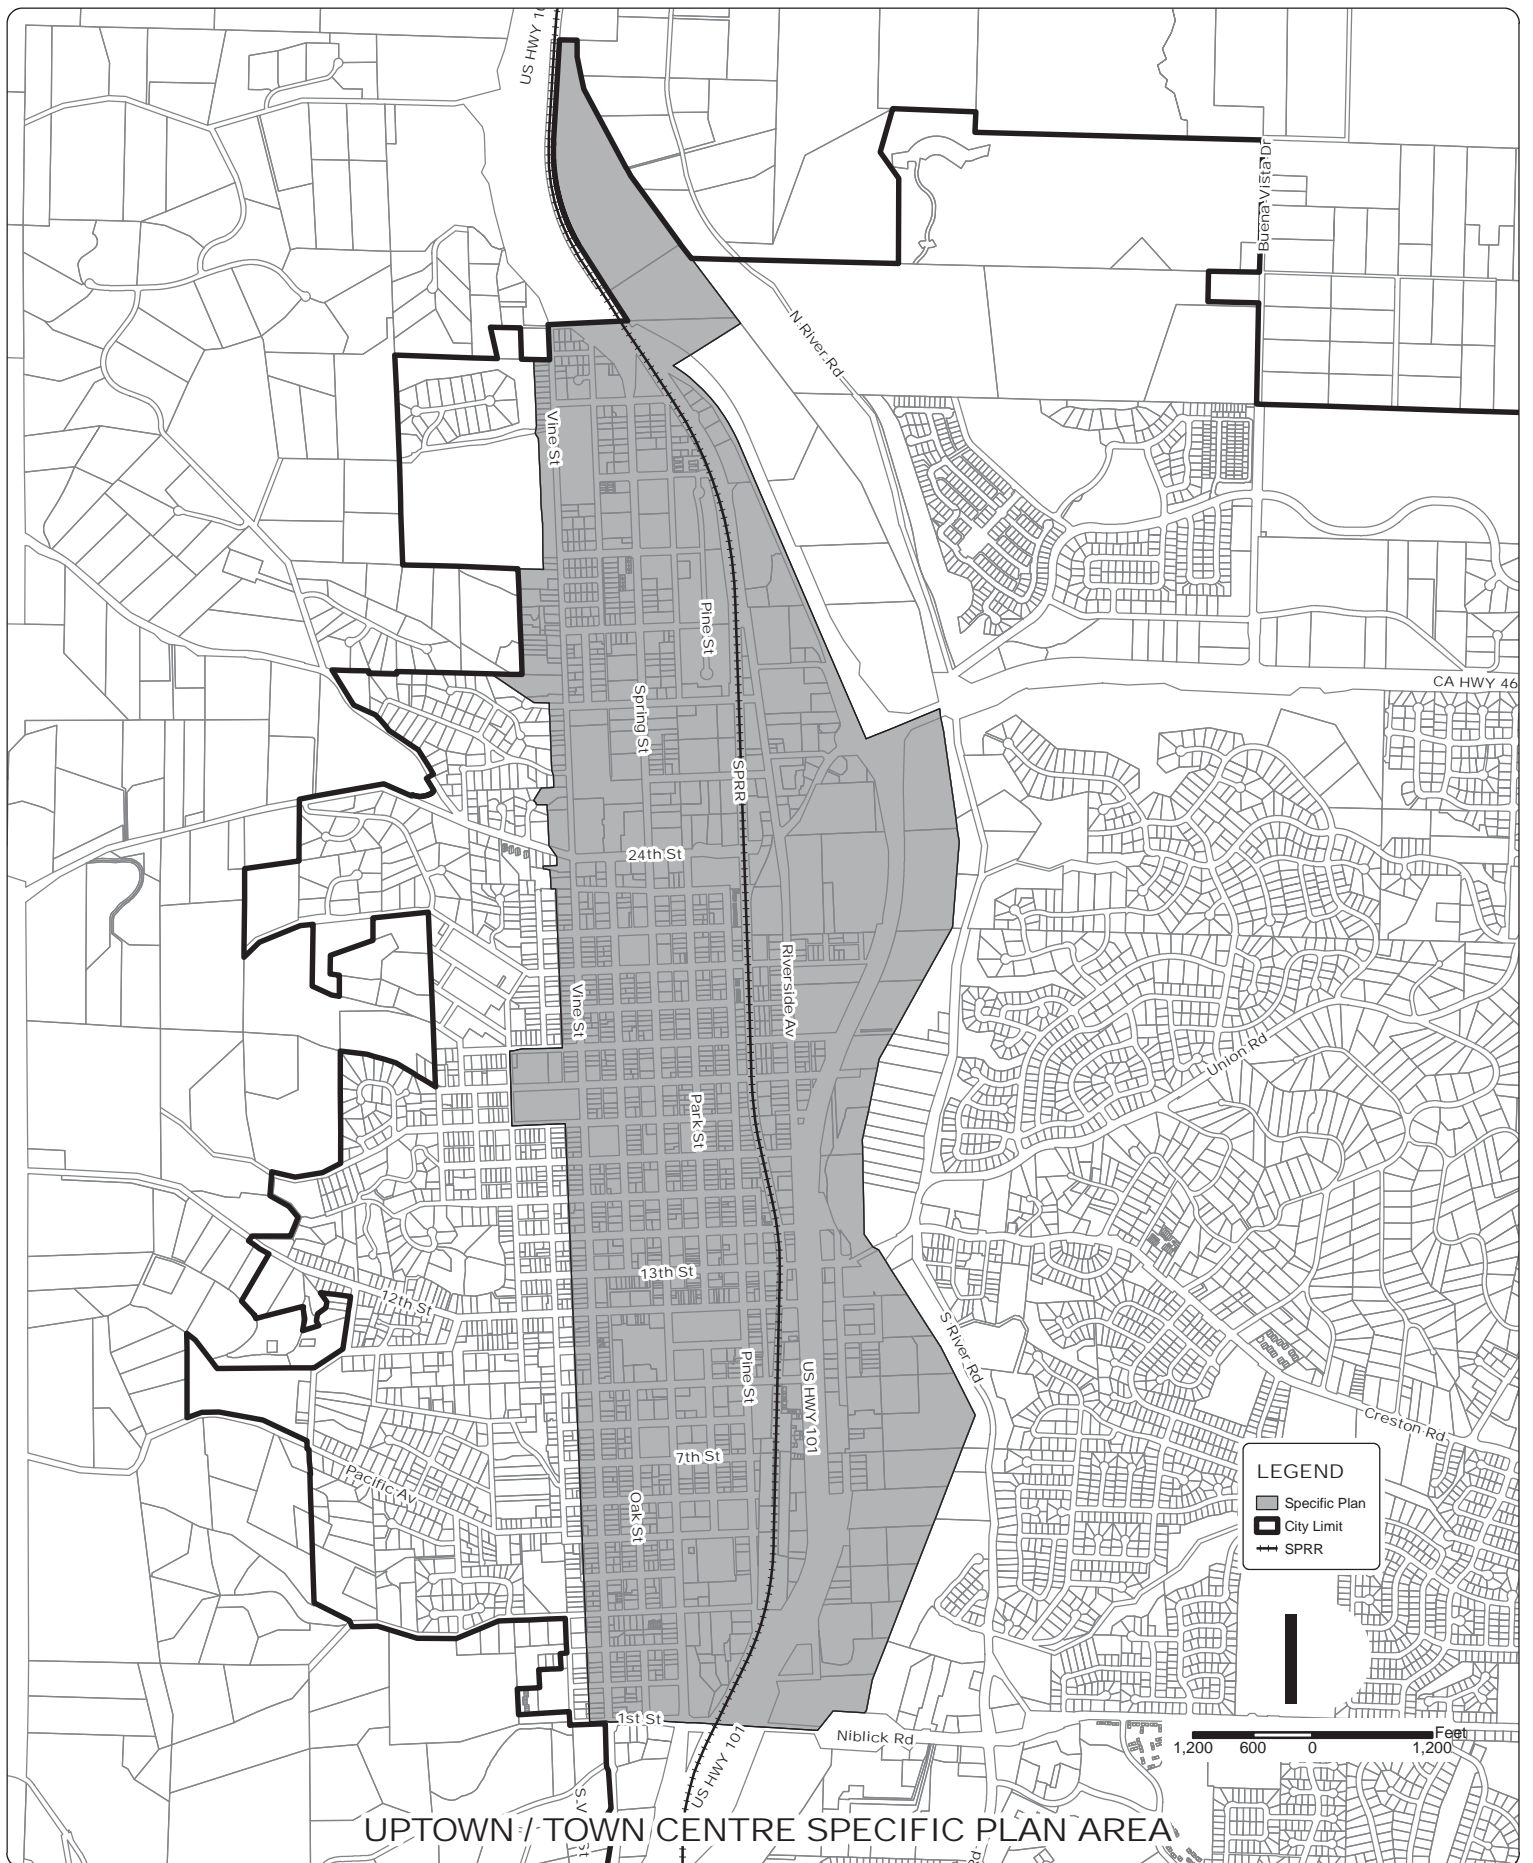 US HWY 10
Buena Vista Dr
N River Rd
Vine St
Pine St
CA HWY 46
Spring St
SPRR
24th St
Riverside Av
Vine St
Union Rd
Park St
13th St
12th St
S River Rd
Pine St
US HWY 101
Creston Rd
7th St
Pacific Av
Oak St
LEGEND
Specific Plan
City Limit
SPRR
1st St
Niblick Rd
US HWY 101
Feet
1,200 600 0 1,200
S V
st
Rd
UPTOWN / TOWN CENTRE SPECIFIC PLAN AREA